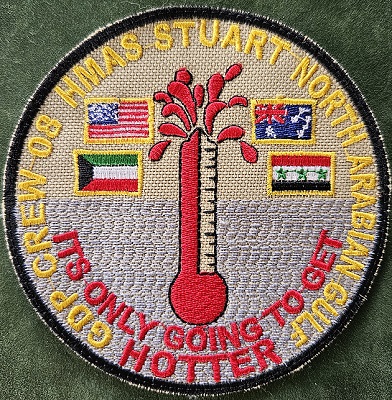 GDP CREW 08 HMAS STUART NORTH ARABIAN GULF
ITS ONLY GOING TO GET
HOTTER